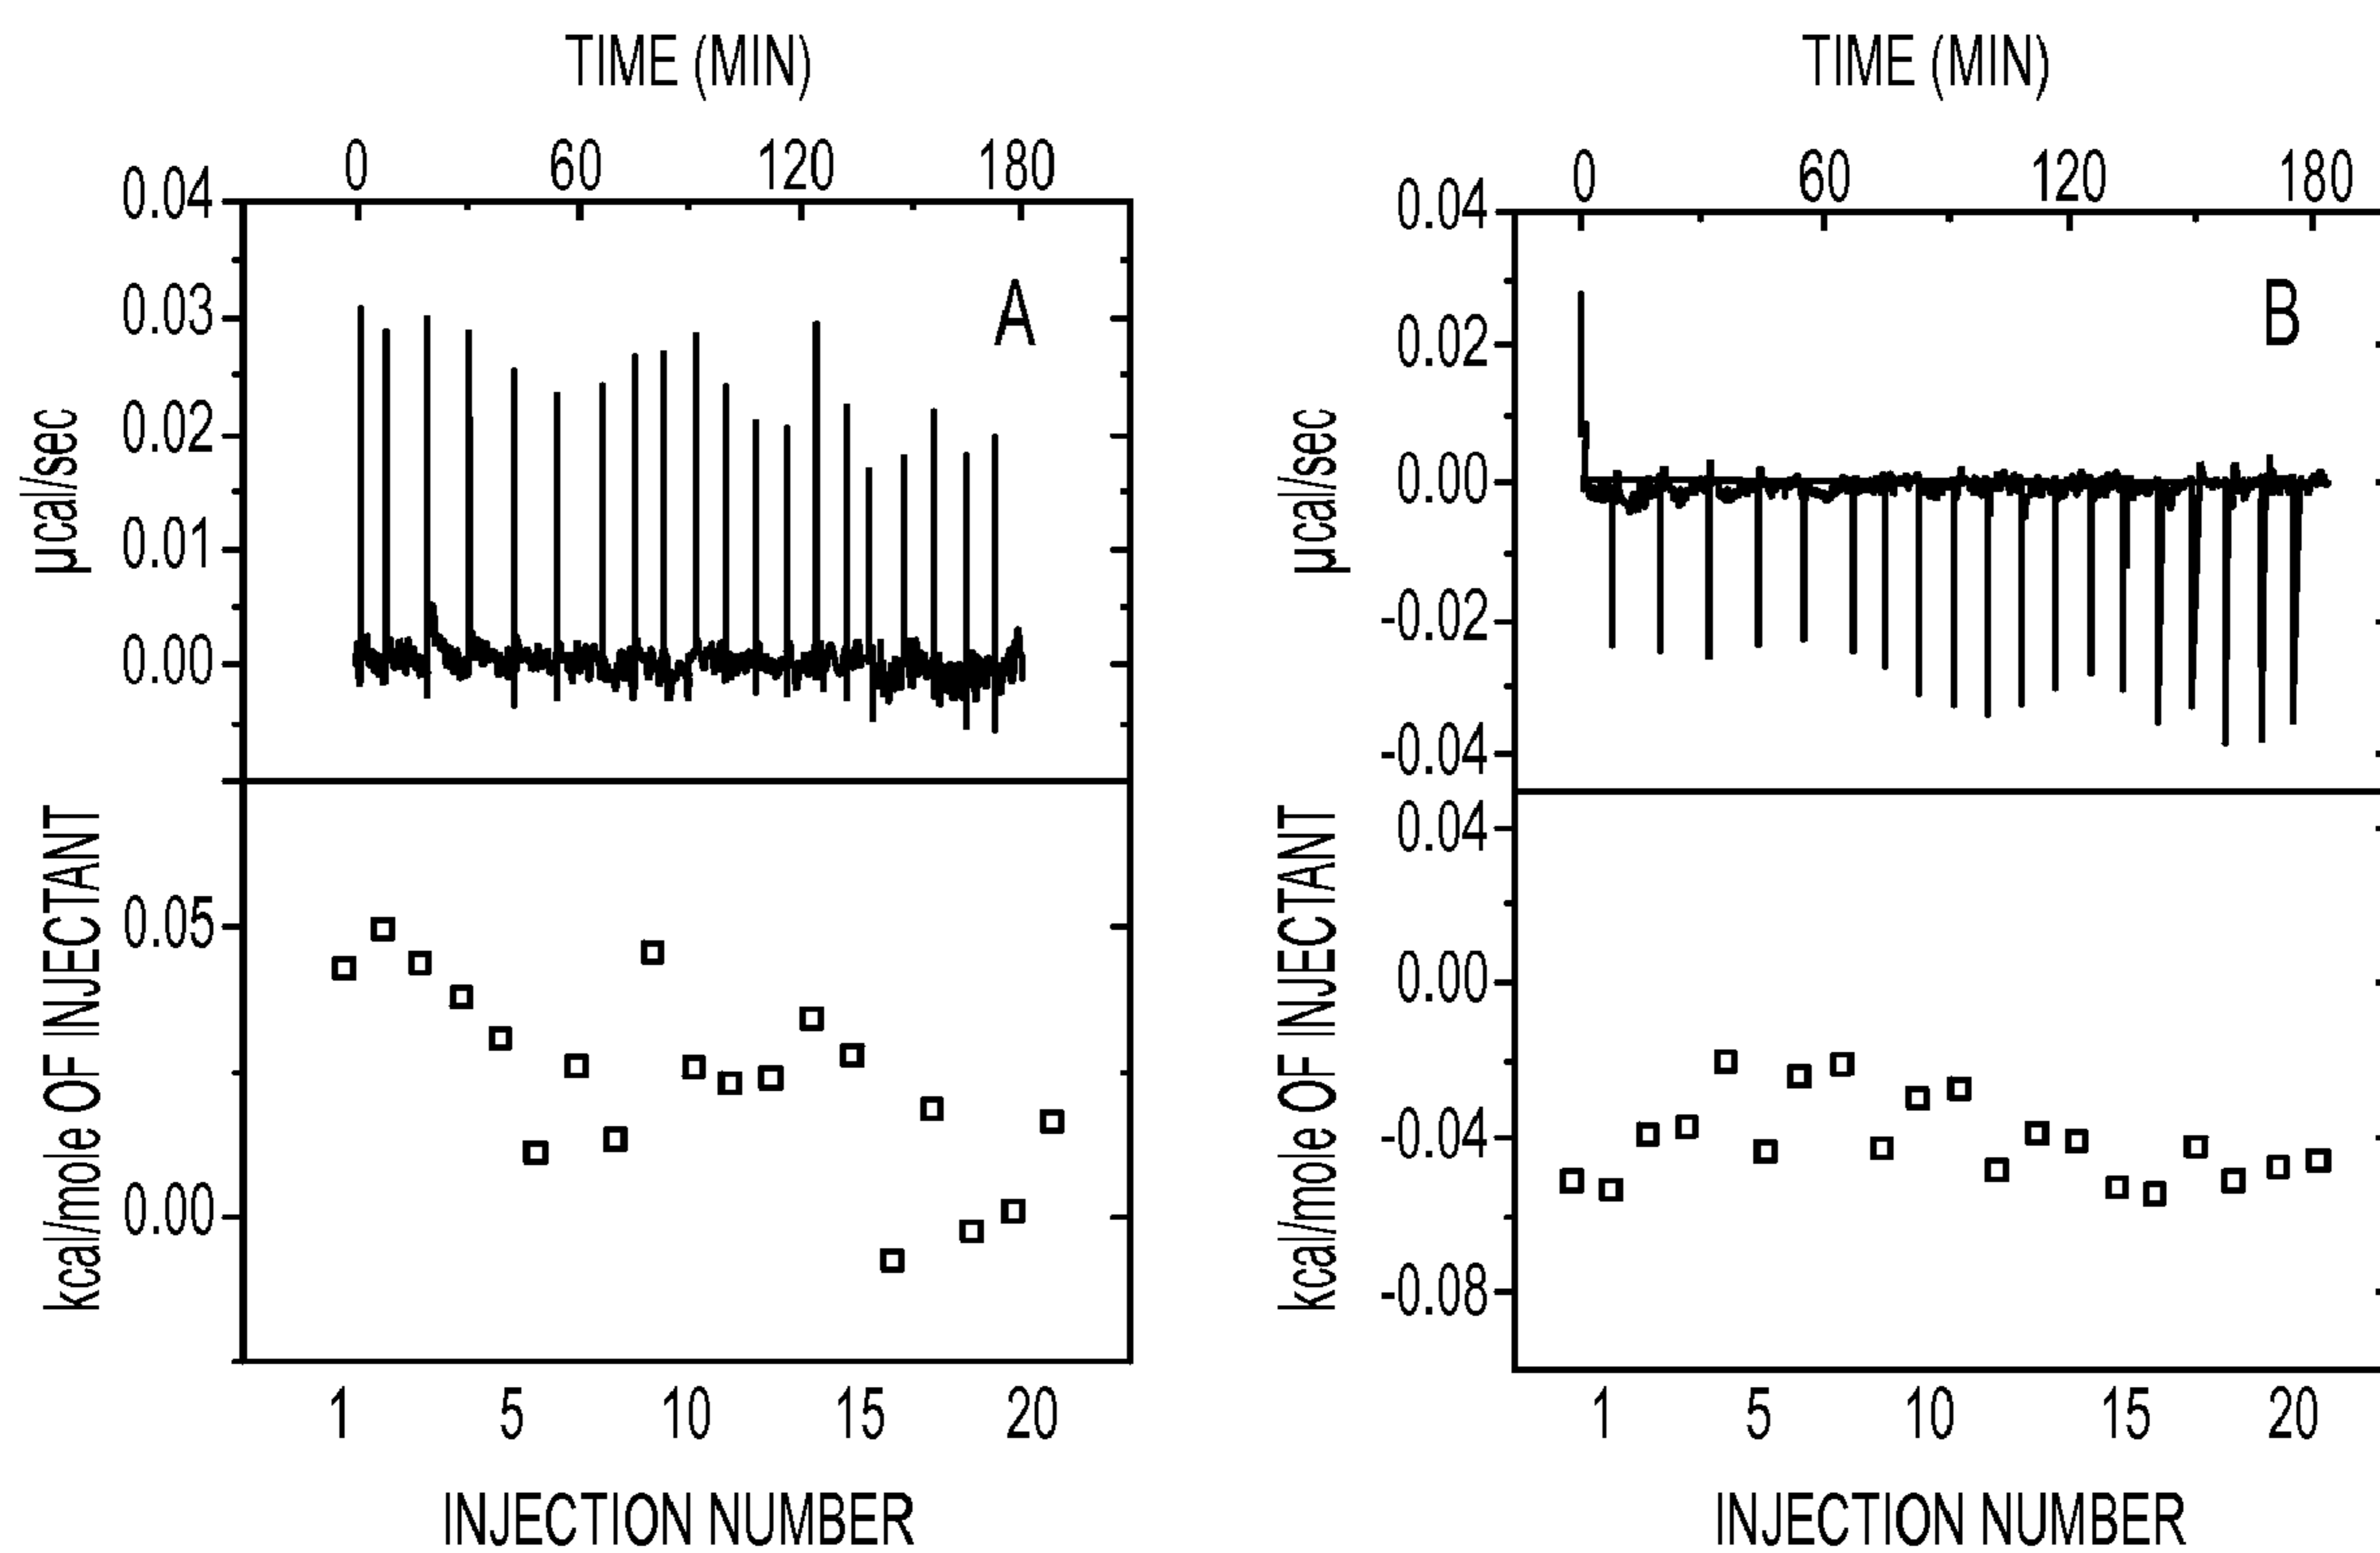 TIME (MIN)
0 60 120 180
A
0.04
0.03
0.02
0.01
0.00
µcal/sec
0.05
0.00
kcal/mole OF INJECTANT
1 5 10 15 20
INJECTION NUMBER
TIME (MIN)
0 60 120 180
B
0.04
0.02
0.00
-0.02
-0.04
µcal/sec
0.04
0.00
-0.04
-0.08
kcal/mole OF INJECTANT
1 5 10 15 20
INJECTION NUMBER